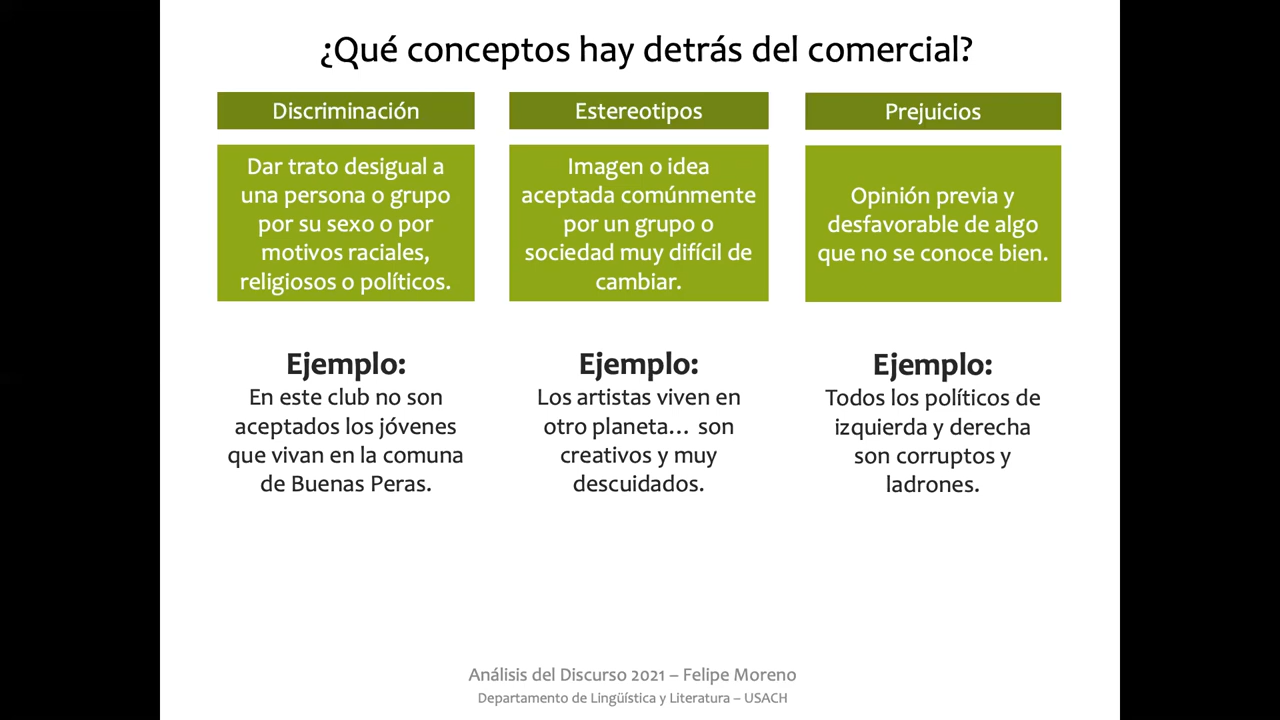 ¿Qué conceptos hay detrás del comercial?
Discriminación
Dar trato desigual a
una persona o grupo
por su sexo o por
motivos raciales,
religiosos o políticos.
Ejemplo:
En este club no son
aceptados los jóvenes
que vivan en la comuna
de Buenas Peras.
Estereotipos
Imagen o idea
aceptada comúnmente
por un grupo o
sociedad muy difícil de
cambiar.
Ejemplo:
Los artistas viven en
otro planeta... son
creativos y muy
descuidados.
Prejuicios
Opinión previa y
desfavorable de algo
que no se conoce bien.
Ejemplo:
Todos los políticos de
izquierda y derecha
son corruptos y
ladrones.
Análisis del Discurso 2021 – Felipe Moreno
Departamento de Lingüística y Literatura – USACH